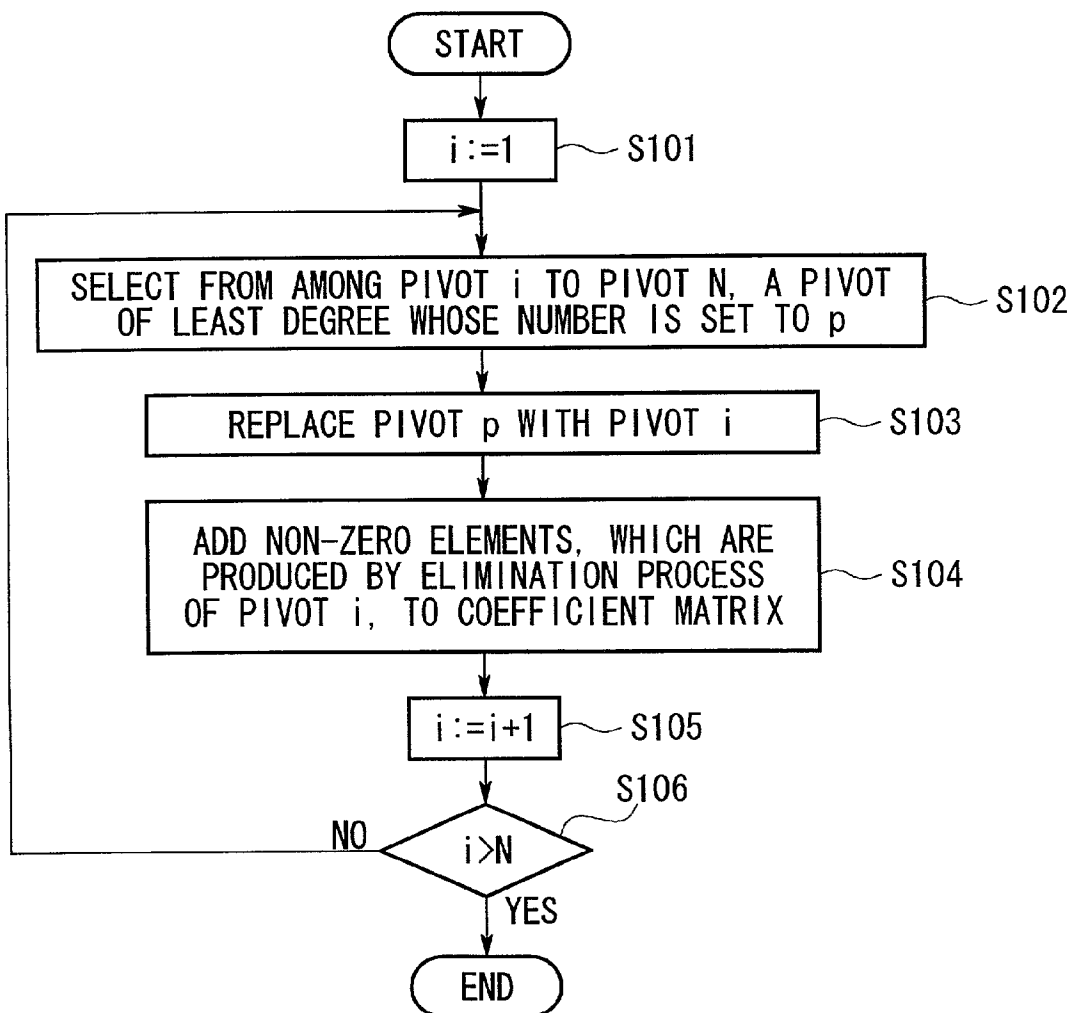 START
i:=1
S101
SELECT FROM AMONG PIVOT i TO PIVOT N, A PIVOT
OF LEAST DEGREE WHOSE NUMBER IS SET TO p
S102
REPLACE PIVOT p WITH PIVOT i
S103
ADD NON-ZERO ELEMENTS, WHICH ARE
PRODUCED BY ELIMINATION PROCESS
OF PIVOT i, TO COEFFICIENT MATRIX
S104
i:=i+1
S105
S106
NO
i>N
YES
END